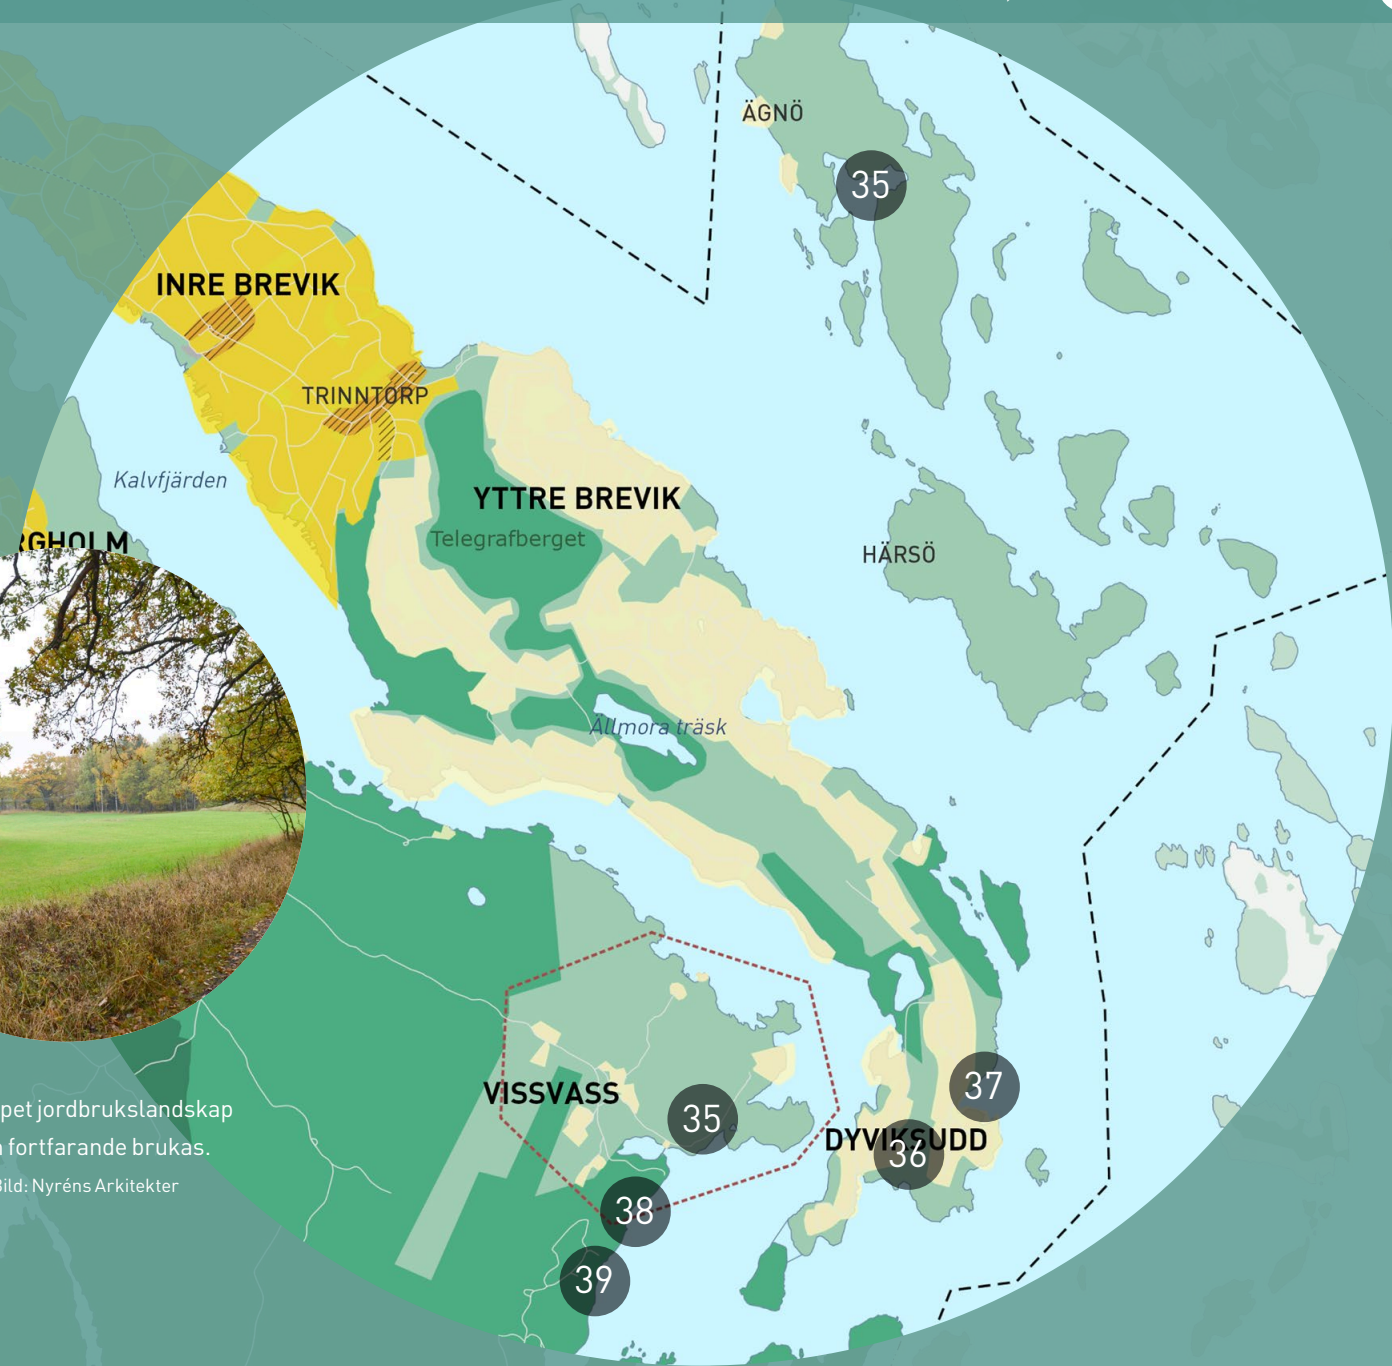 ÄGNÖ
35
INRE BREVIK
TRINNTORP
Kalvfjärden
YTTRE BREVIK
Telegrafberget
RGHOLM
HÄRSÖ
Ällmora träsk
VISSVASS
35
37
DYVIKSUDD
36
38
39
pet jordbrukslandskap
fortfarande brukas.
Bild: Nyréns Arkitekter